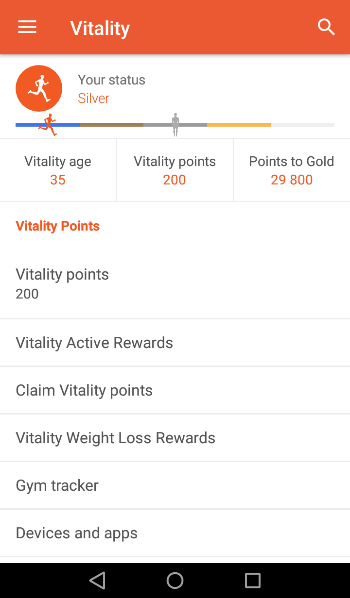 Vitality
Your status
Silver
Vitality age
35
Vitality points
200
Points to Gold
29 800
Vitality Points
Vitality points
200
Vitality Active Rewards
Claim Vitality points
Vitality Weight Loss Rewards
Gym tracker
Devices and apps